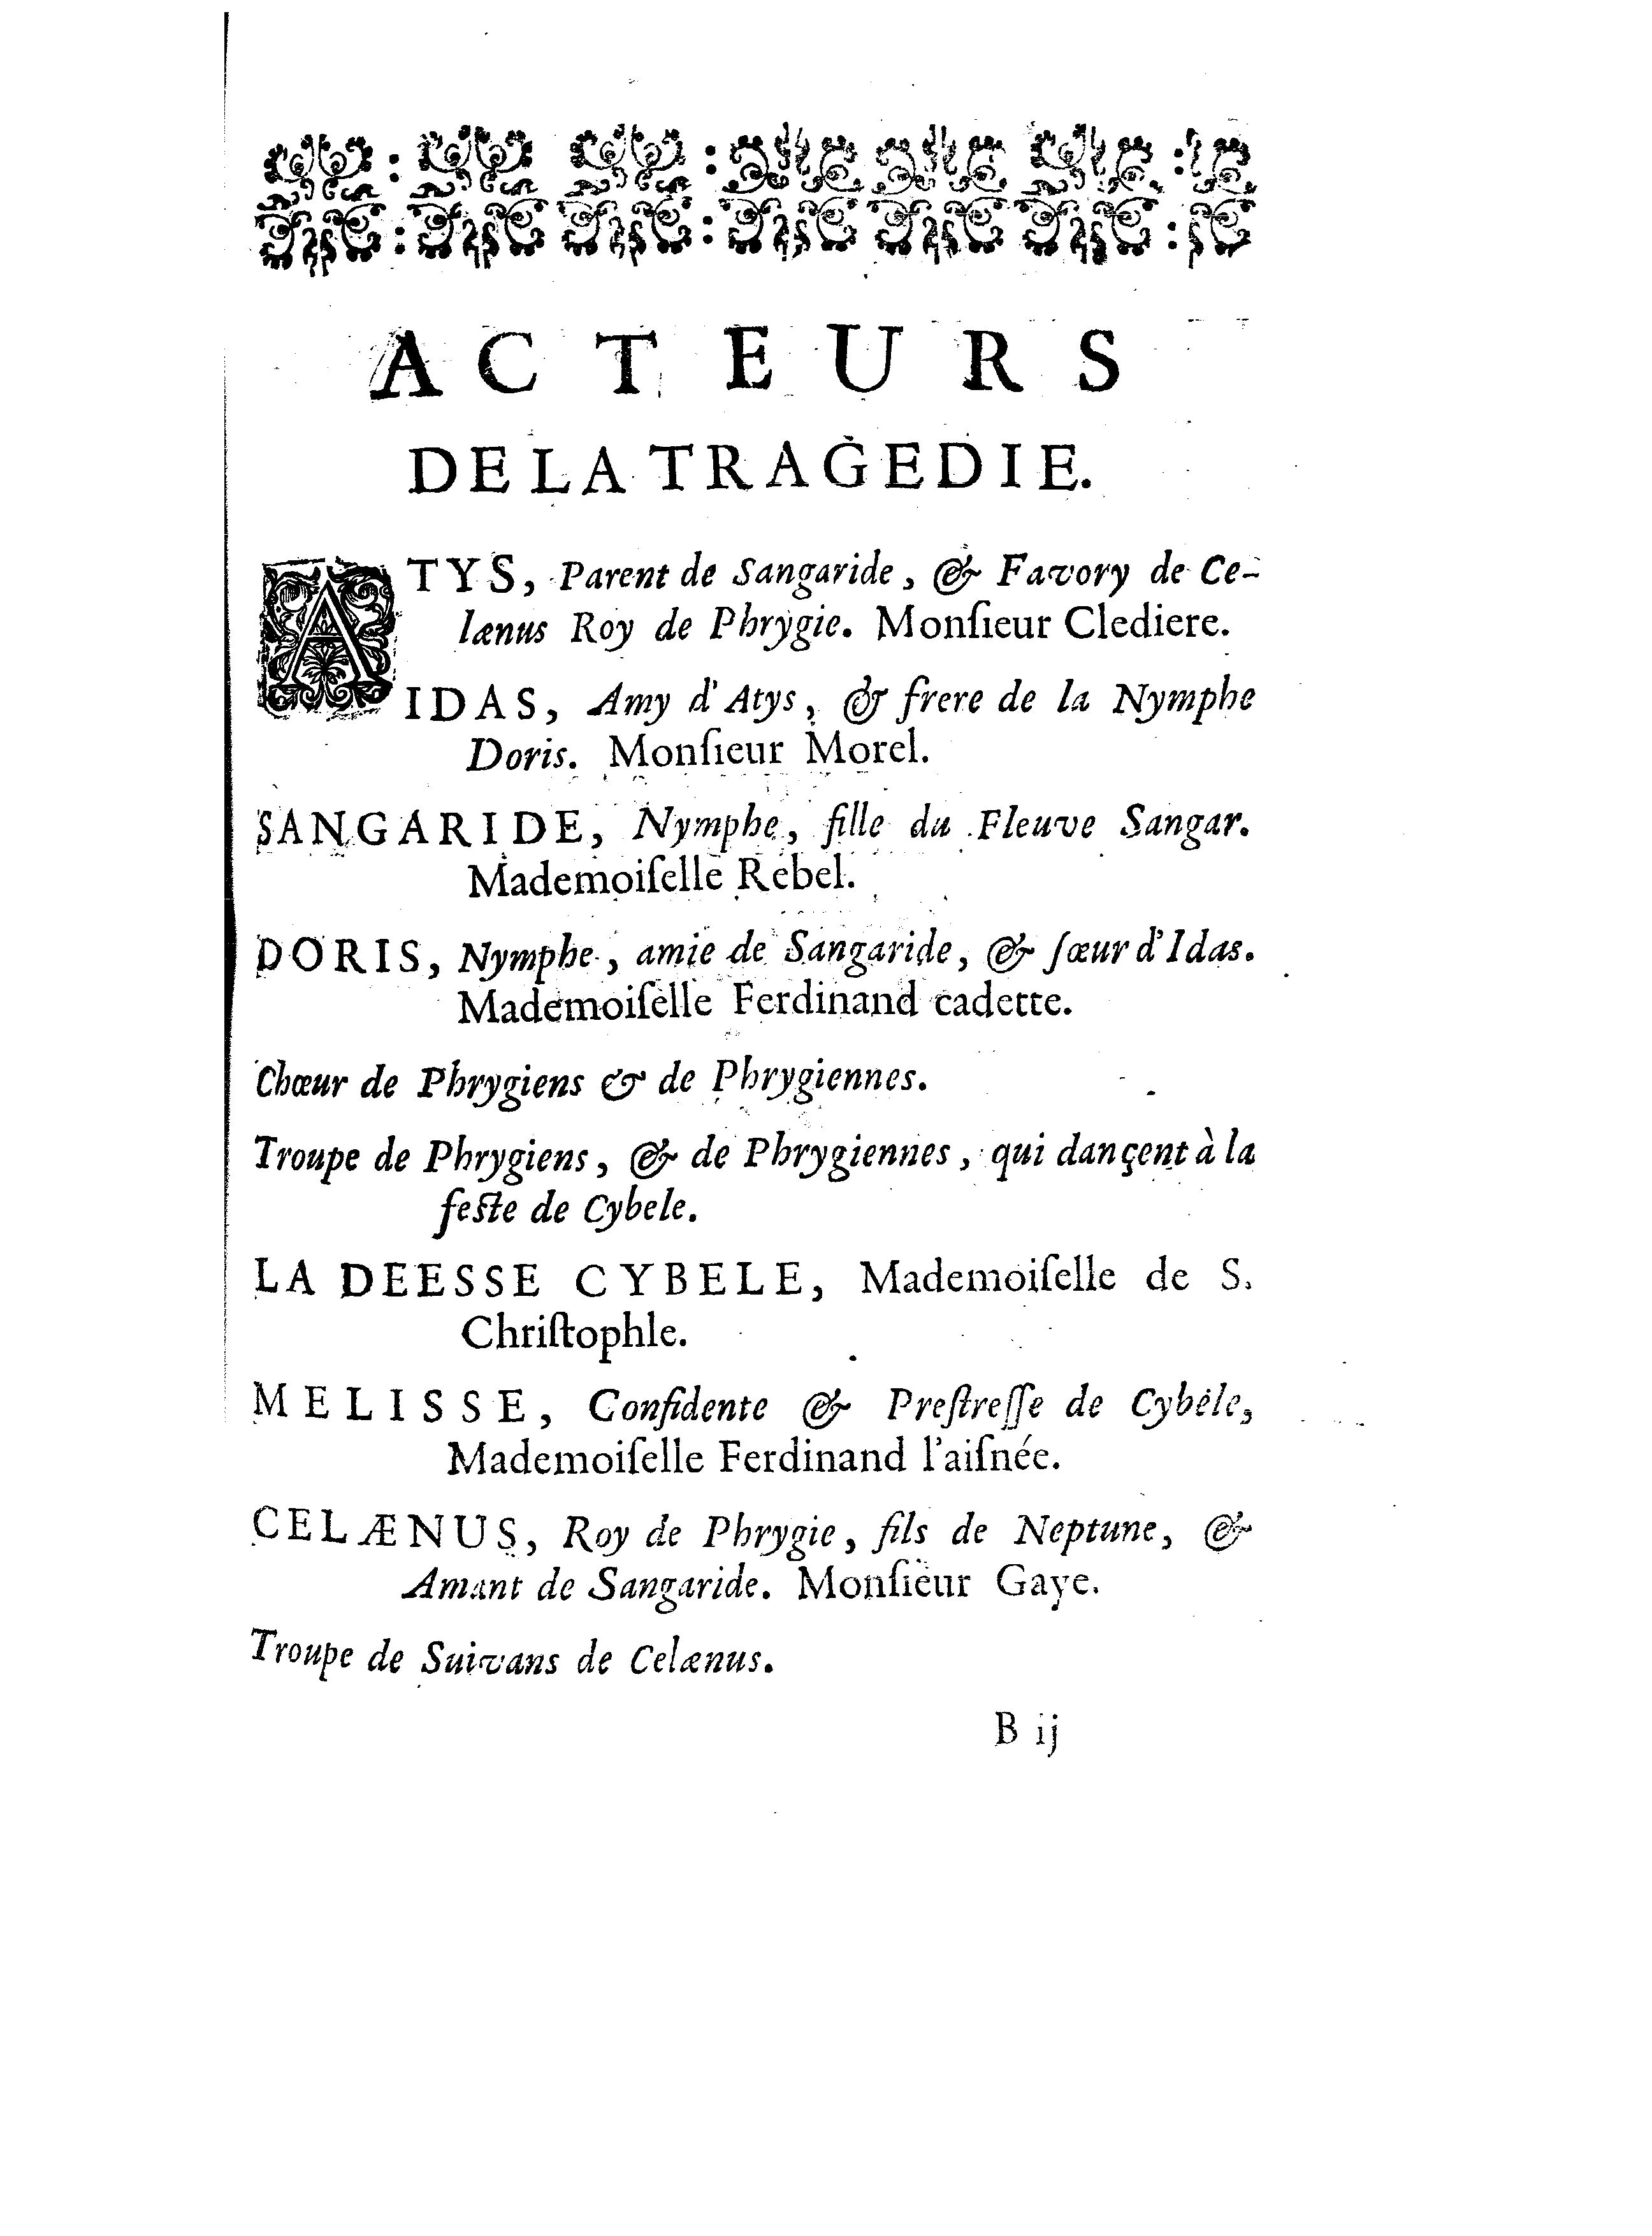 ACTEURS
DE LA TRAGEDIE.
ATYS, Parent de Sangaride, & Favory de Ce-
lænus Roy de Phrygie. Monſieur Clediere.
IDAS, Amy d'Atys, & frere de la Nymphe
Doris. Monſieur Morel.
SANGARIDE, Nymphe, fille du Fleuve Sangar.
Mademoiſelle Rebel.
DORIS, Nymphe, amie de Sangaride, & ſœur d'Idas.
Mademoiſelle Ferdinand cadette.
Chœur de Phrygiens & de Phrygiennes.
Troupe de Phrygiens, & de Phrygiennes, qui dançent à la
feſte de Cybele.
LA DEESSE CYBELE, Mademoiſelle de S.
Chriſtophle.
MELISSE, Confidente & Preſtreſſe de Cybele,
Mademoiſelle Ferdinand l'aiſnée.
CELÆNUS, Roy de Phrygie, fils de Neptune, &
Amant de Sangaride. Monſieur Gaye.
Troupe de Suivans de Celænus.
B ij